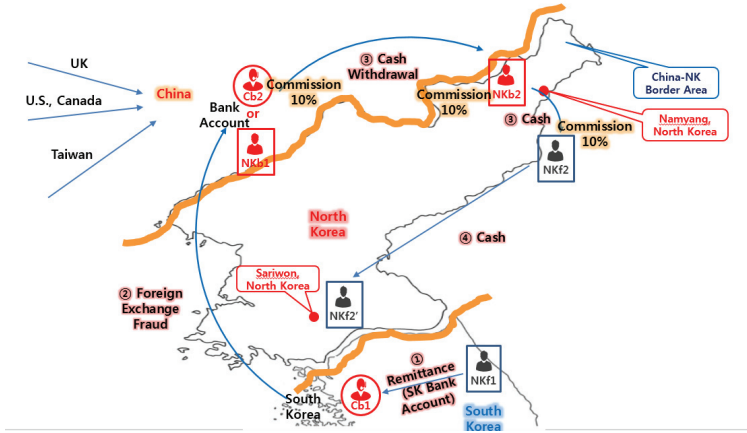 UK
U.S., Canada
Taiwan
China
Cb2
or
Bank
Account
NKb1
Commission
10%
③ Cash
Withdrawal
Commission
10%
NKb2
China-NK
Border Area
Namyang,
North Korea
③ Cash
Commission
10%
NKf2
North
Korea
④ Cash
Sariwon,
North Korea
NKf2'
② Foreign
Exchange
Fraud
①
Remittance
(SK Bank
Account)
NKf1
Cb1
South
Korea
South
Korea